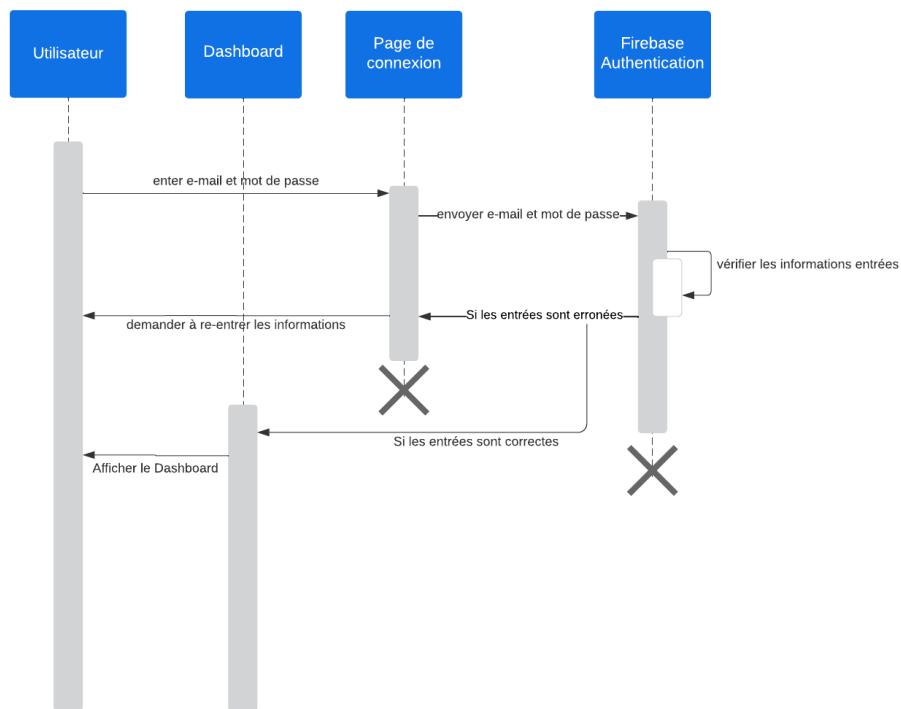 Utilisateur
Dashboard
Page de
connexion
Firebase
Authentication
enter e-mail et mot de passe
envoyer e-mail et mot de passe
vérifier les informations entrées
Si les entrées sont erronées
demander à re-entrer les informations
Si les entrées sont correctes
Afficher le Dashboard